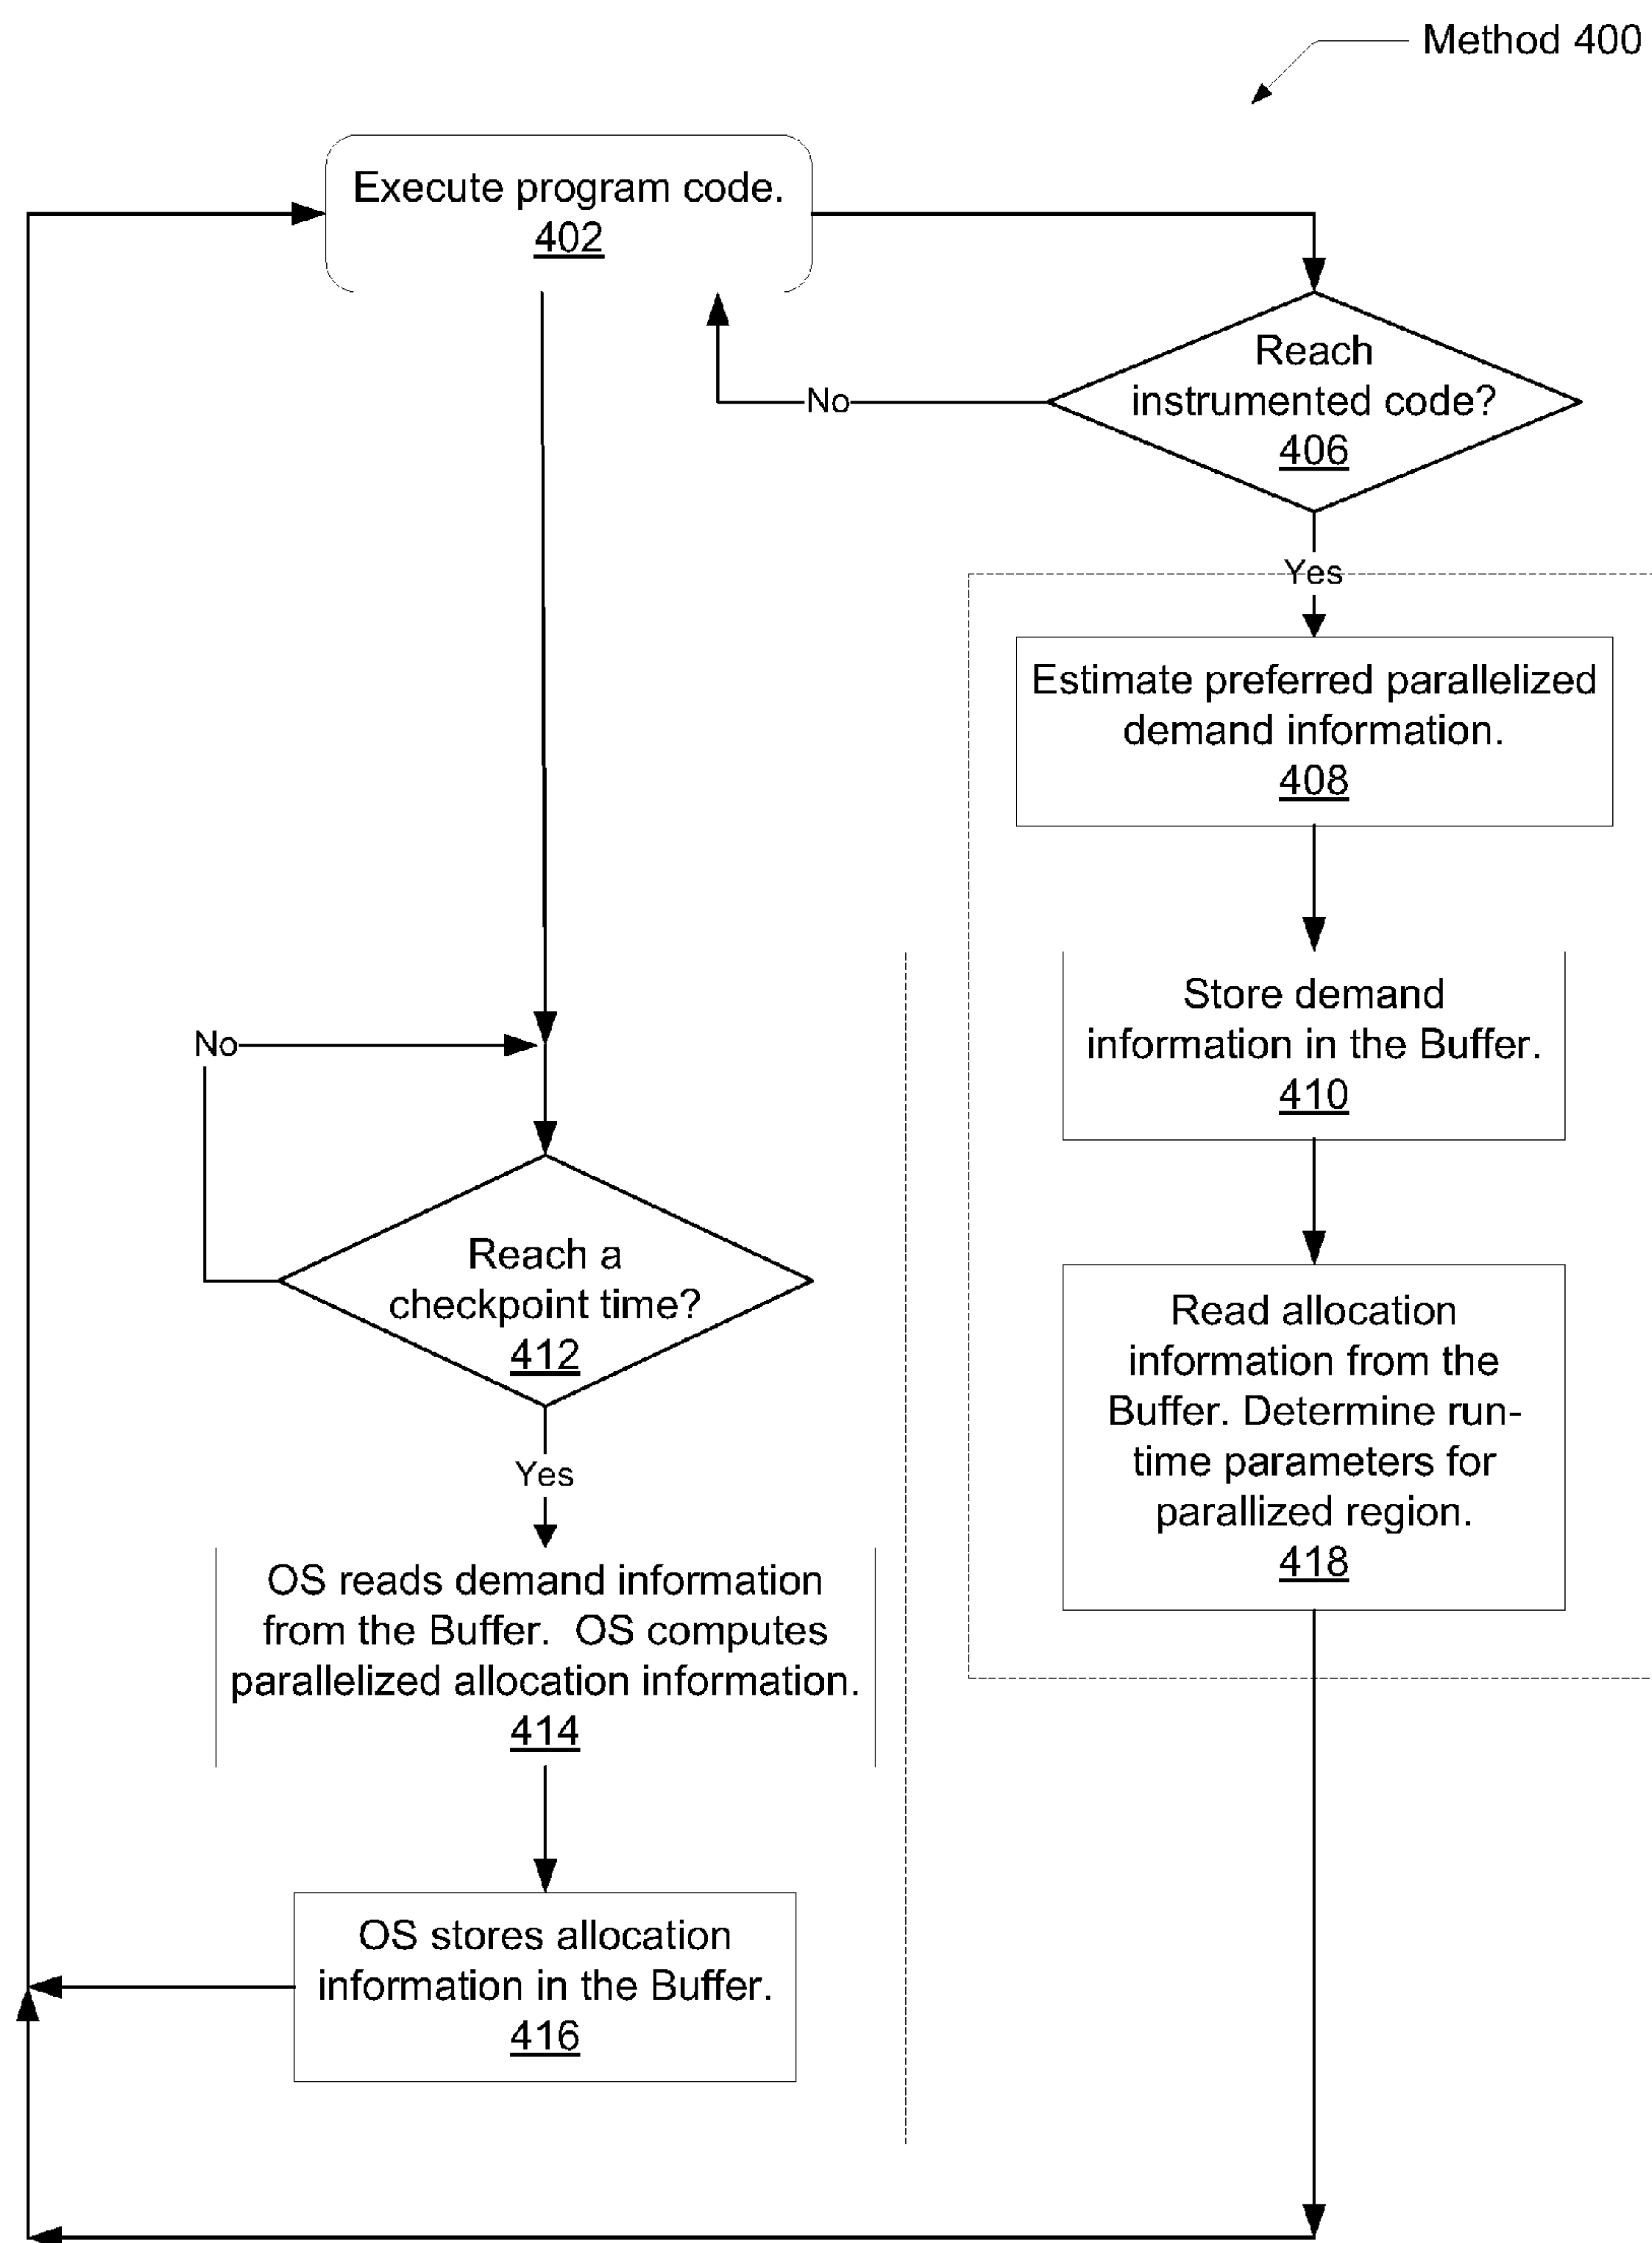 Method 400
Execute program code.
402
Reach
instrumented code?
406
No
Yes
Estimate preferred parallelized
demand information.
408
Store demand
information in the Buffer.
410
Read allocation
information from the
Buffer. Determine run-
time parameters for
parallized region.
418
No
Reach a
checkpoint time?
412
Yes
OS reads demand information
from the Buffer.  OS computes
parallelized allocation information.
414
OS stores allocation
information in the Buffer.
416